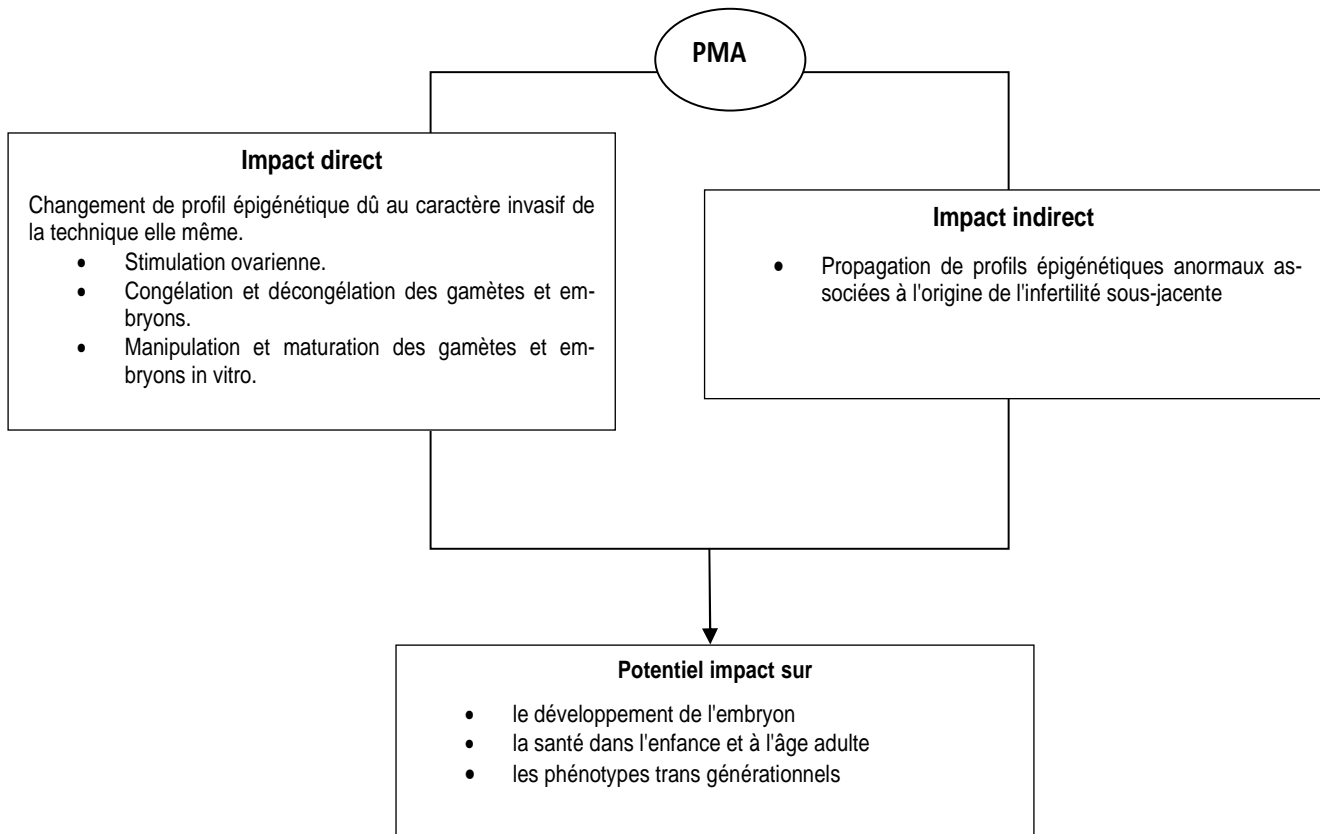 PMA
Impact direct
Changement de profil épigénétique dû au caractère invasif de
la technique elle même.
• Stimulation ovarienne.
• Congélation et décongélation des gamètes et em-
bryons.
• Manipulation et maturation des gamètes et em-
bryons in vitro.
Impact indirect
• Propagation de profils épigénétiques anormaux as-
sociées à l'origine de l'infertilité sous-jacente
Potentiel impact sur
• le développement de l'embryon
• la santé dans l'enfance et à l'âge adulte
• les phénotypes trans générationnels